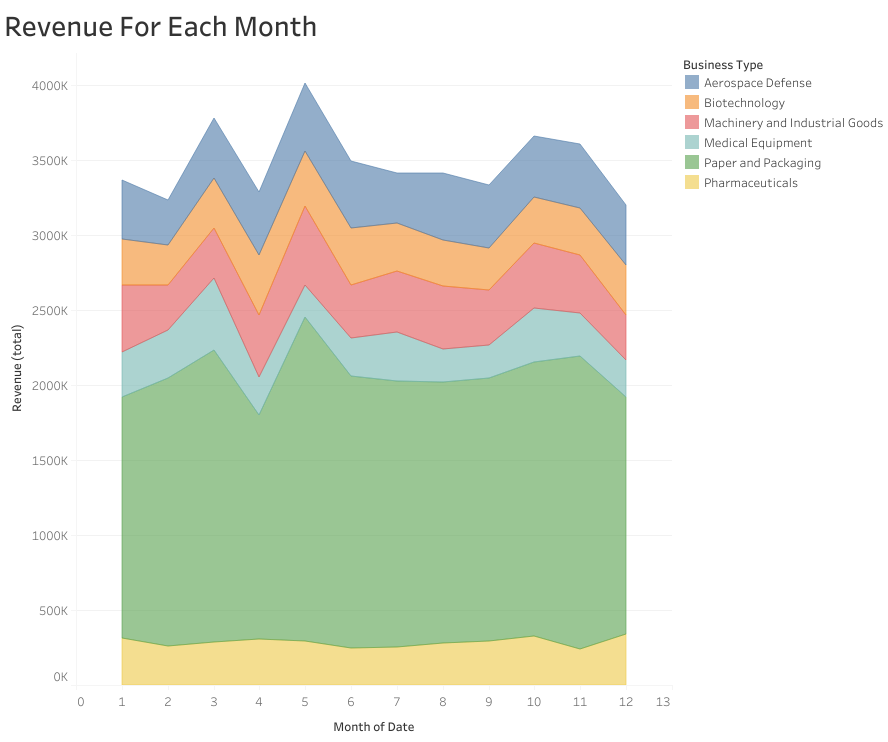 Revenue For Each Month
Business Type
Aerospace Defense
Biotechnology
Machinery and Industrial Goods
Medical Equipment
Paper and Packaging
Pharmaceuticals
4000K
3500K
3000K
2500K
2000K
1500K
1000K
500K
0K
Revenue (total)
0 1 2 3 4 5 6 7 8 9 10 11 12 13
Month of Date